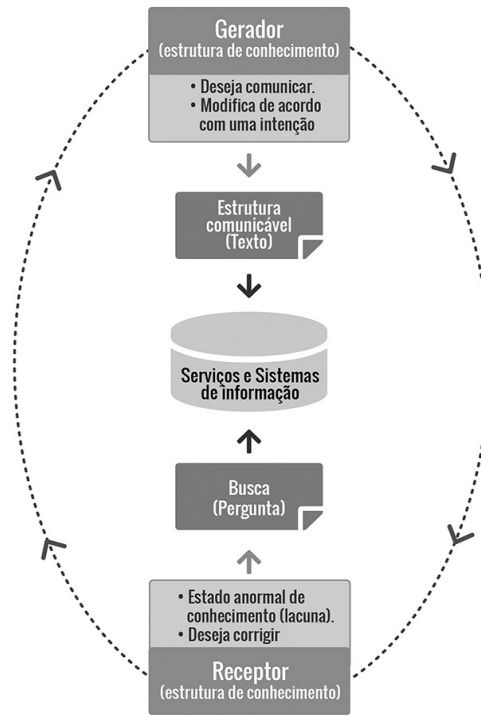 Gerador
(estrutura de conhecimento)
• Deseja comunicar.
• Modifica de acordo
com uma intenção
Estrutura
comunicável
(Texto)
Serviços e Sistemas
de informação
Busca
(Pergunta)
• Estado anormal de
conhecimento (lacuna).
• Deseja corrigir
Receptor
(estrutura de conhecimento)